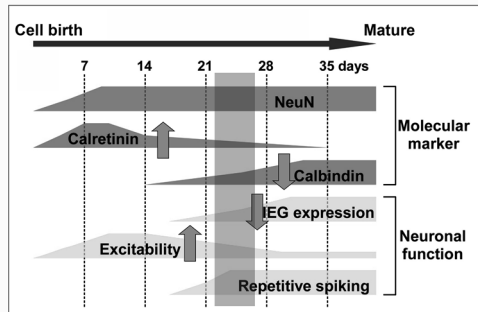 Cell birth Mature
7 14 21 28 35 days
NeuN
Calretinin
Calbindin
Molecular
marker
IEG expression
Excitability
Repetitive spiking
Neuronal
function